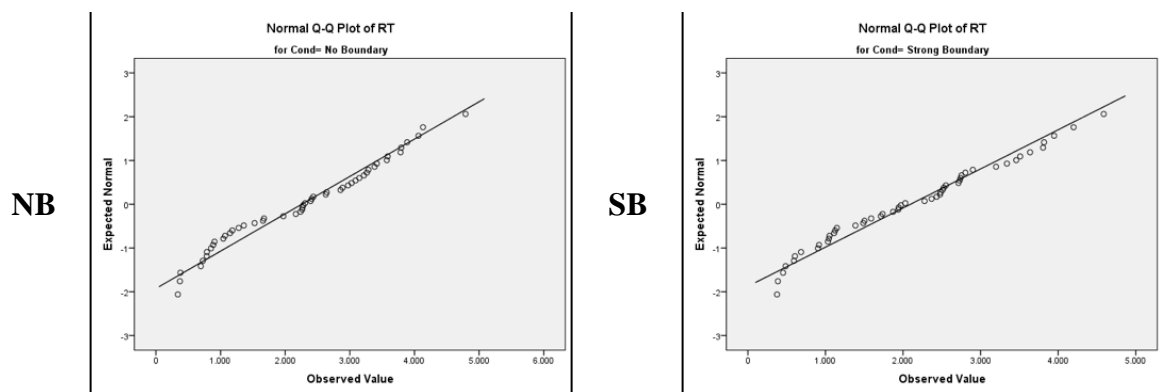 Normal Q-Q Plot of RT
for Cond= No Boundary
NB
Expected Normal
3
2
1
0
-1
-2
-3
0 1.000 2.000 3.000 4.000 5.000 6.000
Observed Value
Normal Q-Q Plot of RT
for Cond= Strong Boundary
SB
Expected Normal
3
2
1
0
-1
-2
-3
0 1.000 2.000 3.000 4.000 5.000
Observed Value